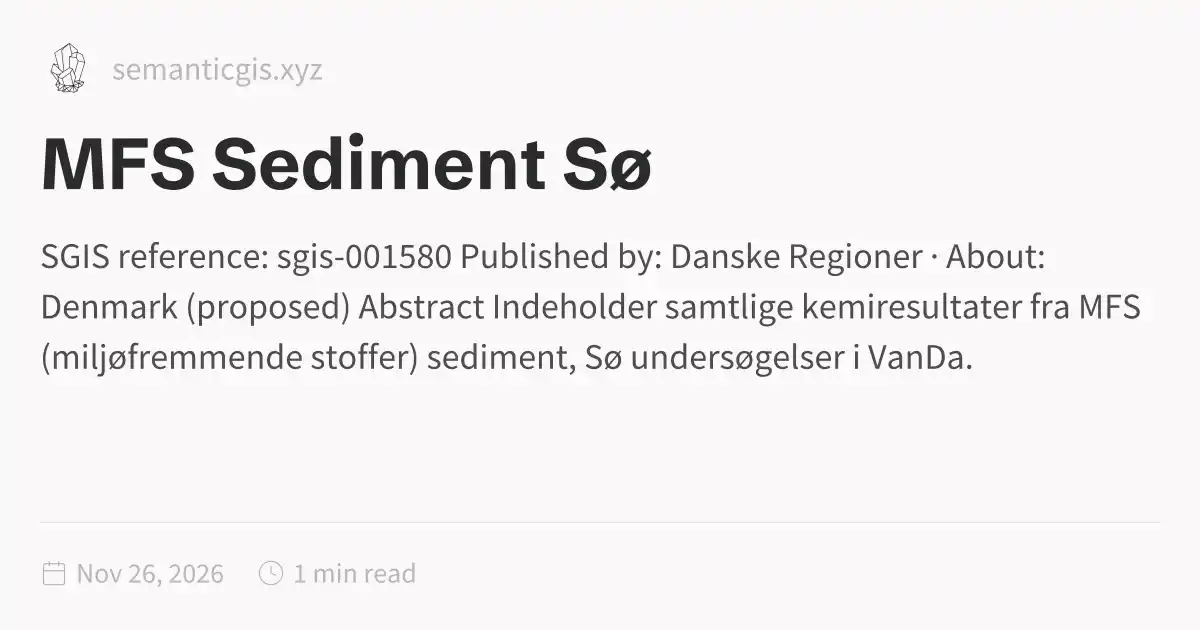 semanticgis.xyz
MFS Sediment Sø
SGIS reference: sgis-001580 Published by: Danske Regioner · About:
Denmark (proposed) Abstract Indeholder samtlige kemiresultater fra MFS
(miljøfremmende stoffer) sediment, Sø undersøgelser i VanDa.
Nov 26, 2026 1 min read